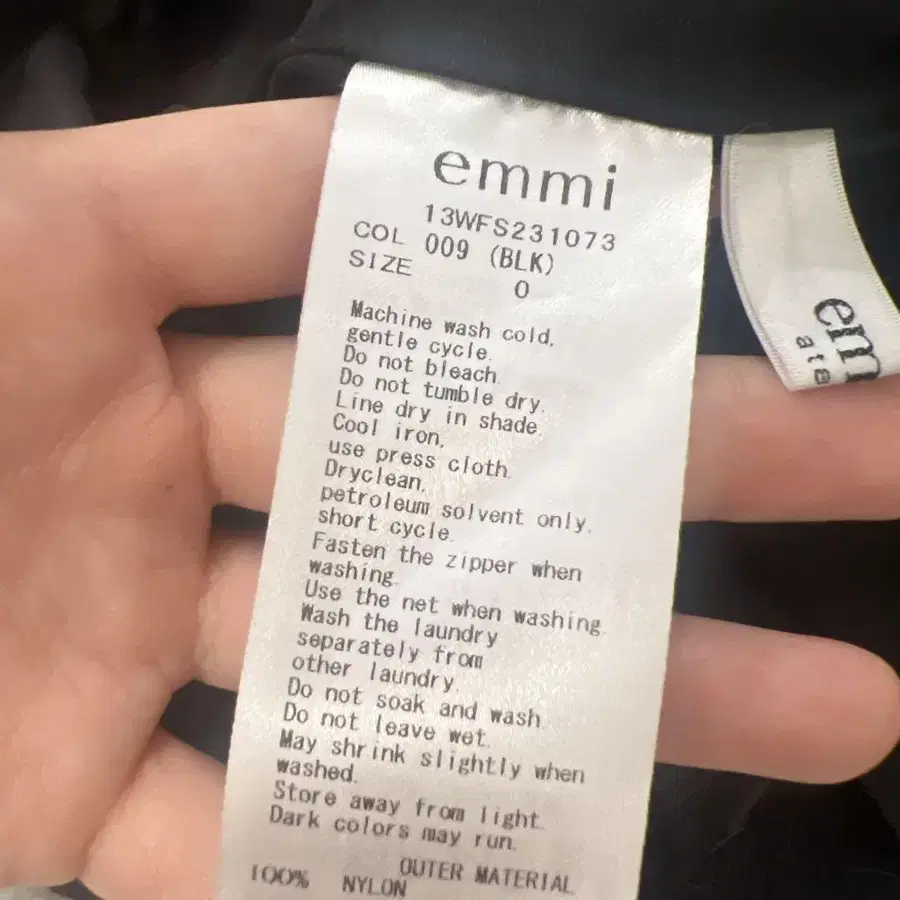 emmi
13WFS231073
COL 009 (BLK)
SIZE 0
Machine wash cold,
gentle cycle.
Do not bleach.
Do not tumble dry.
Line dry in shade.
Cool iron,
use press cloth.
Dryclean,
petroleum solvent only.
short cycle.
Fasten the zipper when
washing.
Use the net when washing.
Wash the laundry
separately from
other laundry.
Do not soak and wash.
Do not leave wet.
May shrink slightly when
washed.
Store away from light.
Dark colors may run.
OUTER MATERIAL
100% NYLON
em
ate